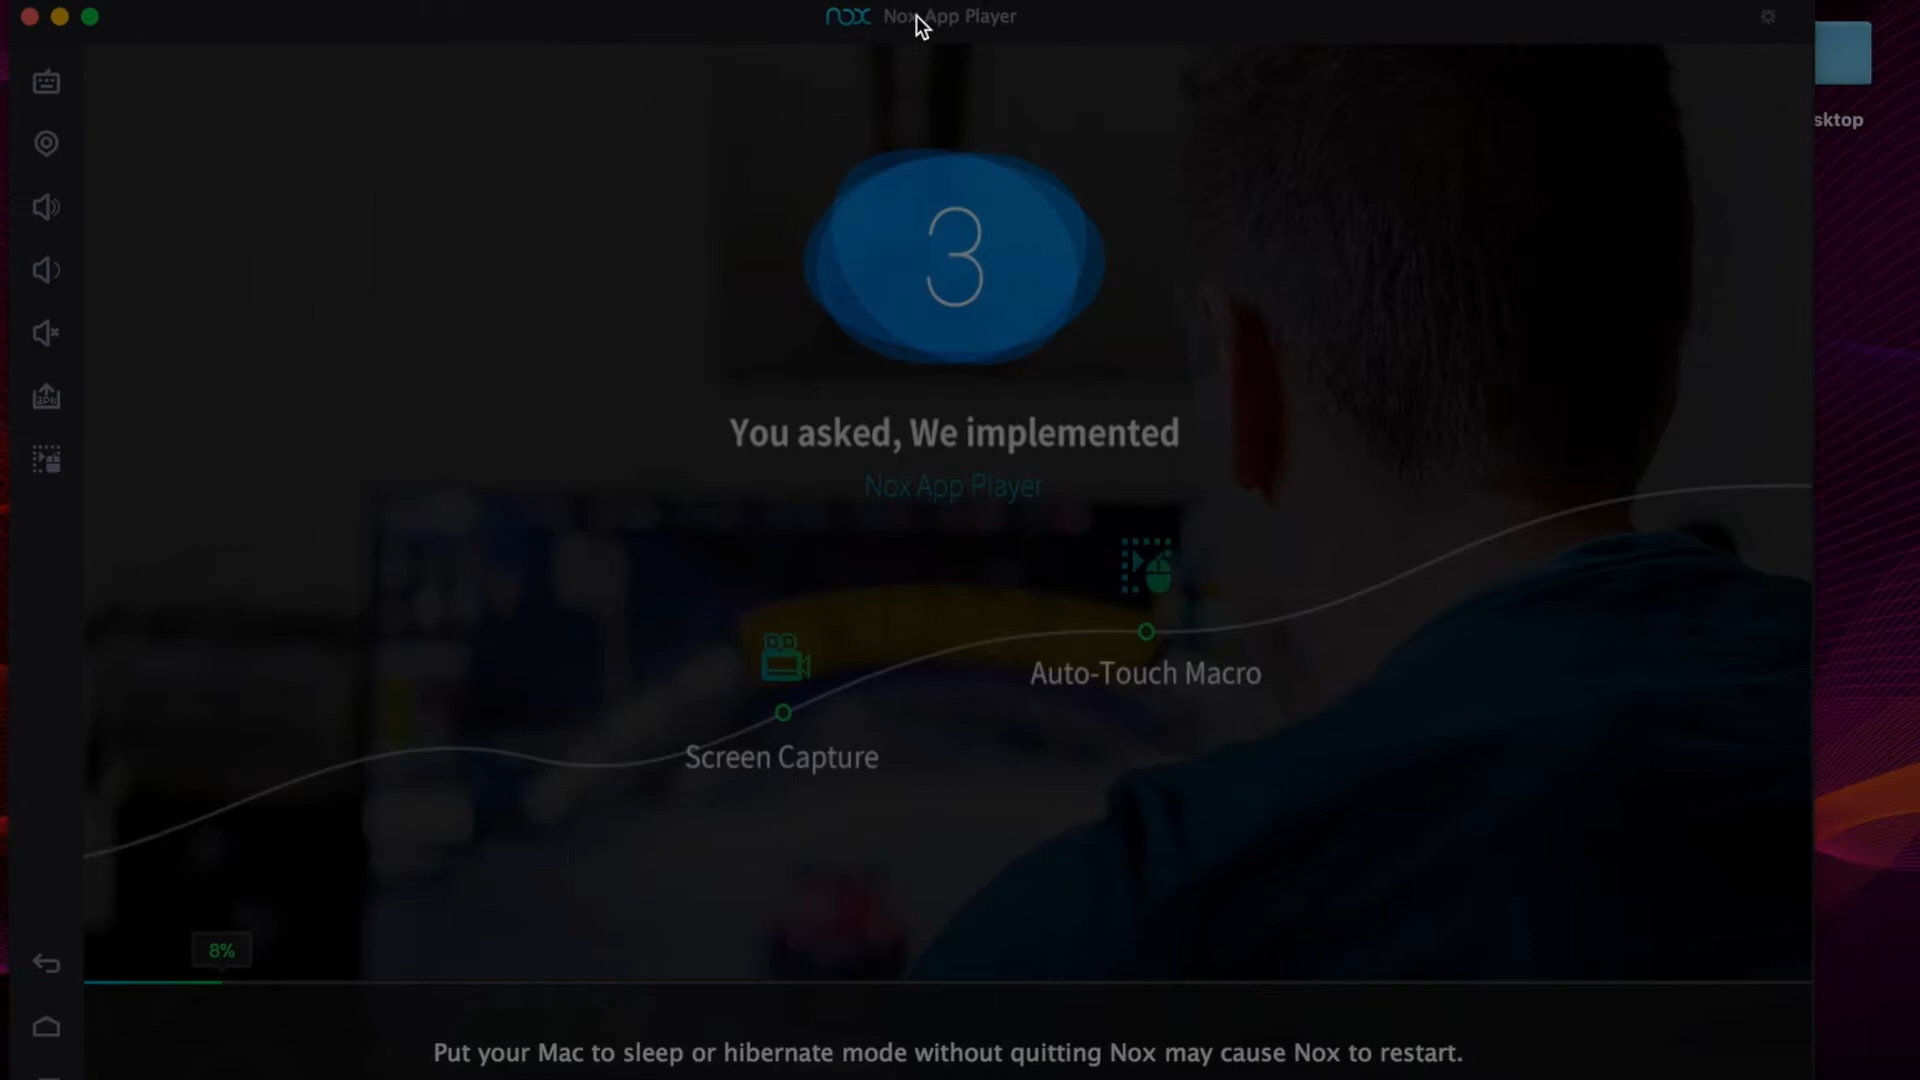 nox Nox App Player
sktop
3
You asked, We implemented
Nox App Player
Auto-Touch Macro
Screen Capture
apk
8%
Put your Mac to sleep or hibernate mode without quitting Nox may cause Nox to restart.